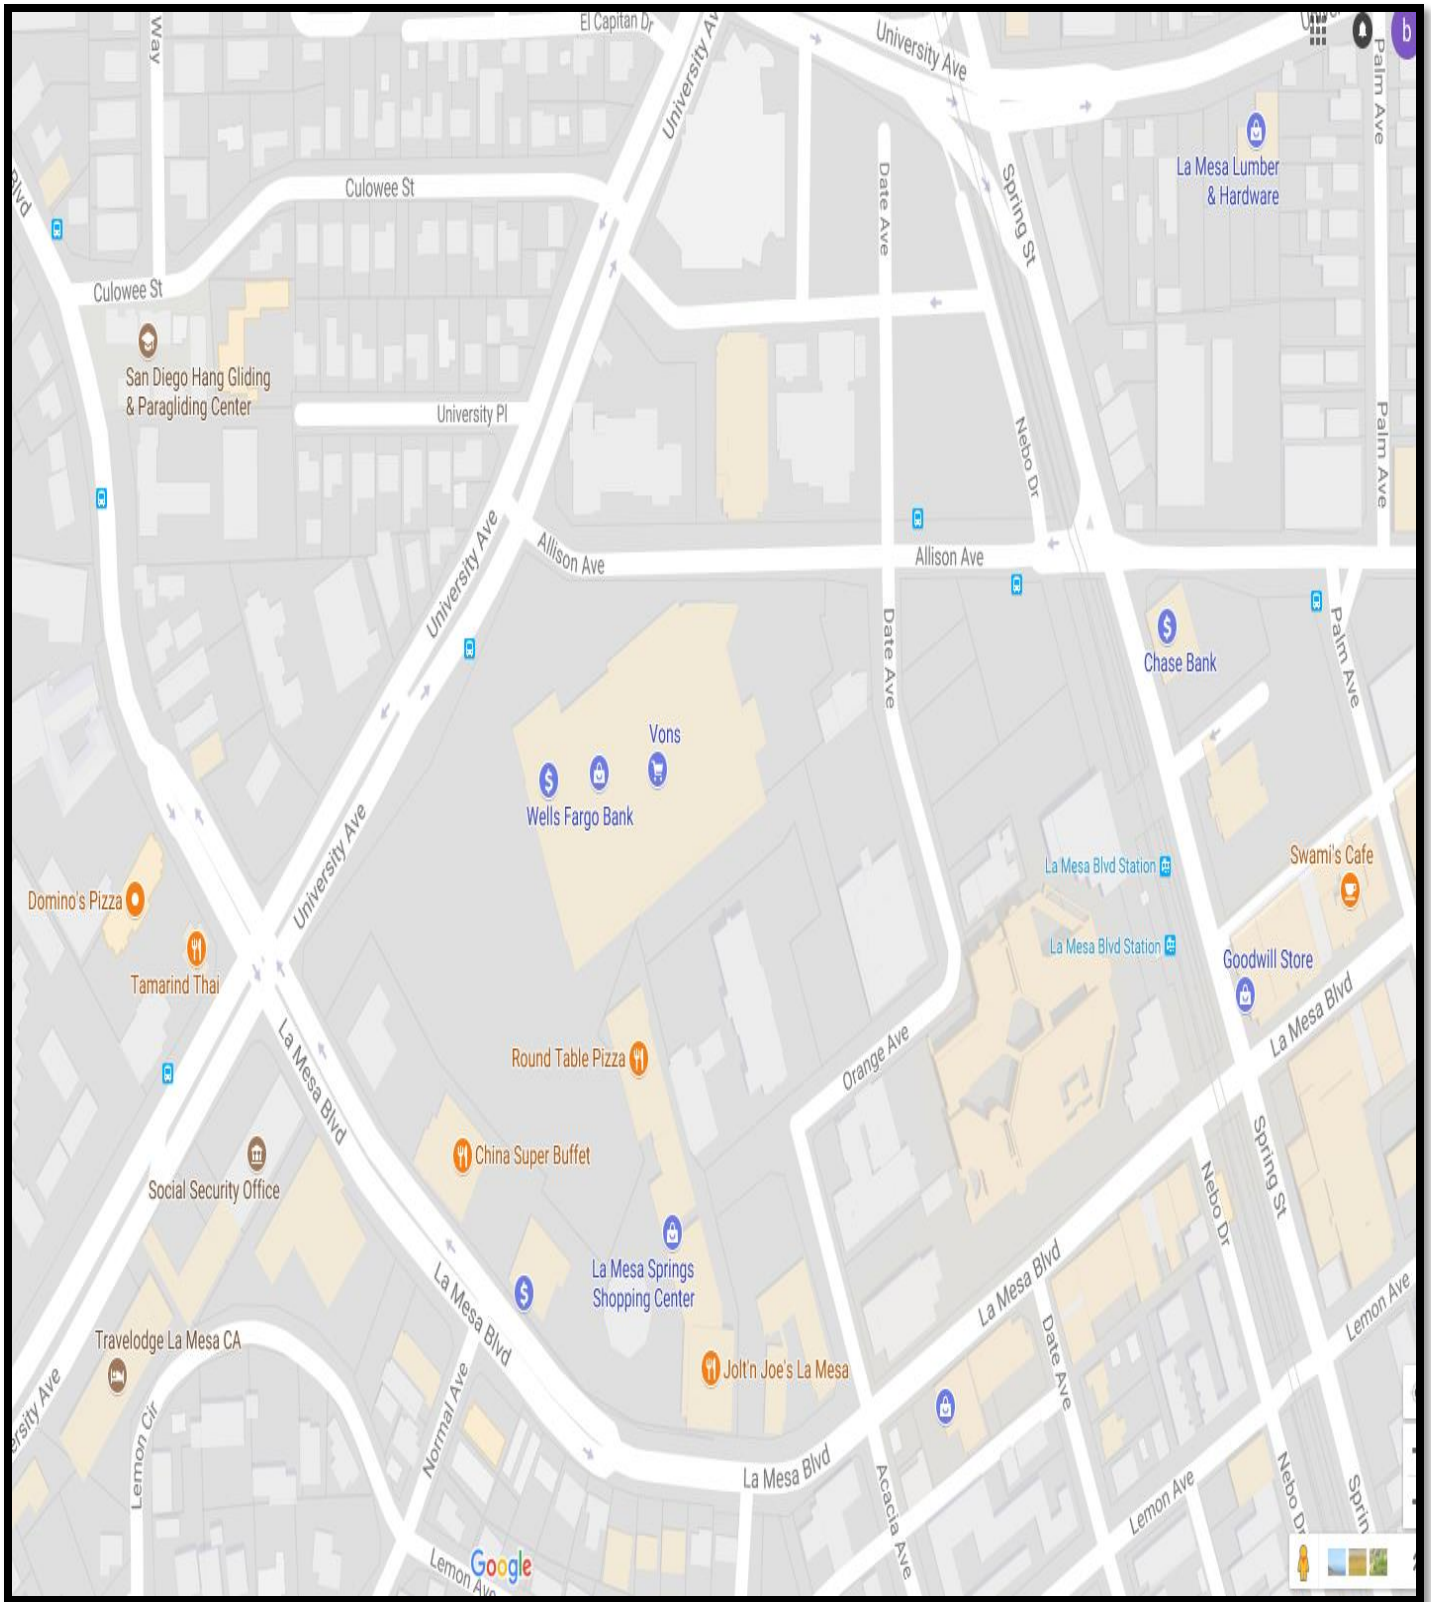 El Capitan Dr
University Ave
University Av
Way
b
Palm Ave
La Mesa Lumber
& Hardware
Culowee St
Date Ave
Spring St
Blvd
Culowee St
San Diego Hang Gliding
& Paragliding Center
University Pl
Nebo Dr
Palm Ave
University Ave
Allison Ave
Allison Ave
Date Ave
Chase Bank
Palm Ave
Vons
Wells Fargo Bank
University Ave
La Mesa Blvd Station
Swami's Cafe
Domino's Pizza
La Mesa Blvd Station
Goodwill Store
Tamarind Thai
La Mesa Blvd
La Mesa Blvd
Round Table Pizza
Orange Ave
China Super Buffet
Social Security Office
Spring St
Nebo Dr
La Mesa Springs
Shopping Center
La Mesa Blvd
La Mesa Blvd
Lemon Ave
Travelodge La Mesa CA
Jolt'n Joe's La Mesa
Date Ave
ersity Ave
Lemon Cir
Normal Ave
La Mesa Blvd
Acacia Ave
Lemon Ave
Nebo Dr
Sprin
Google
Lemon Ave